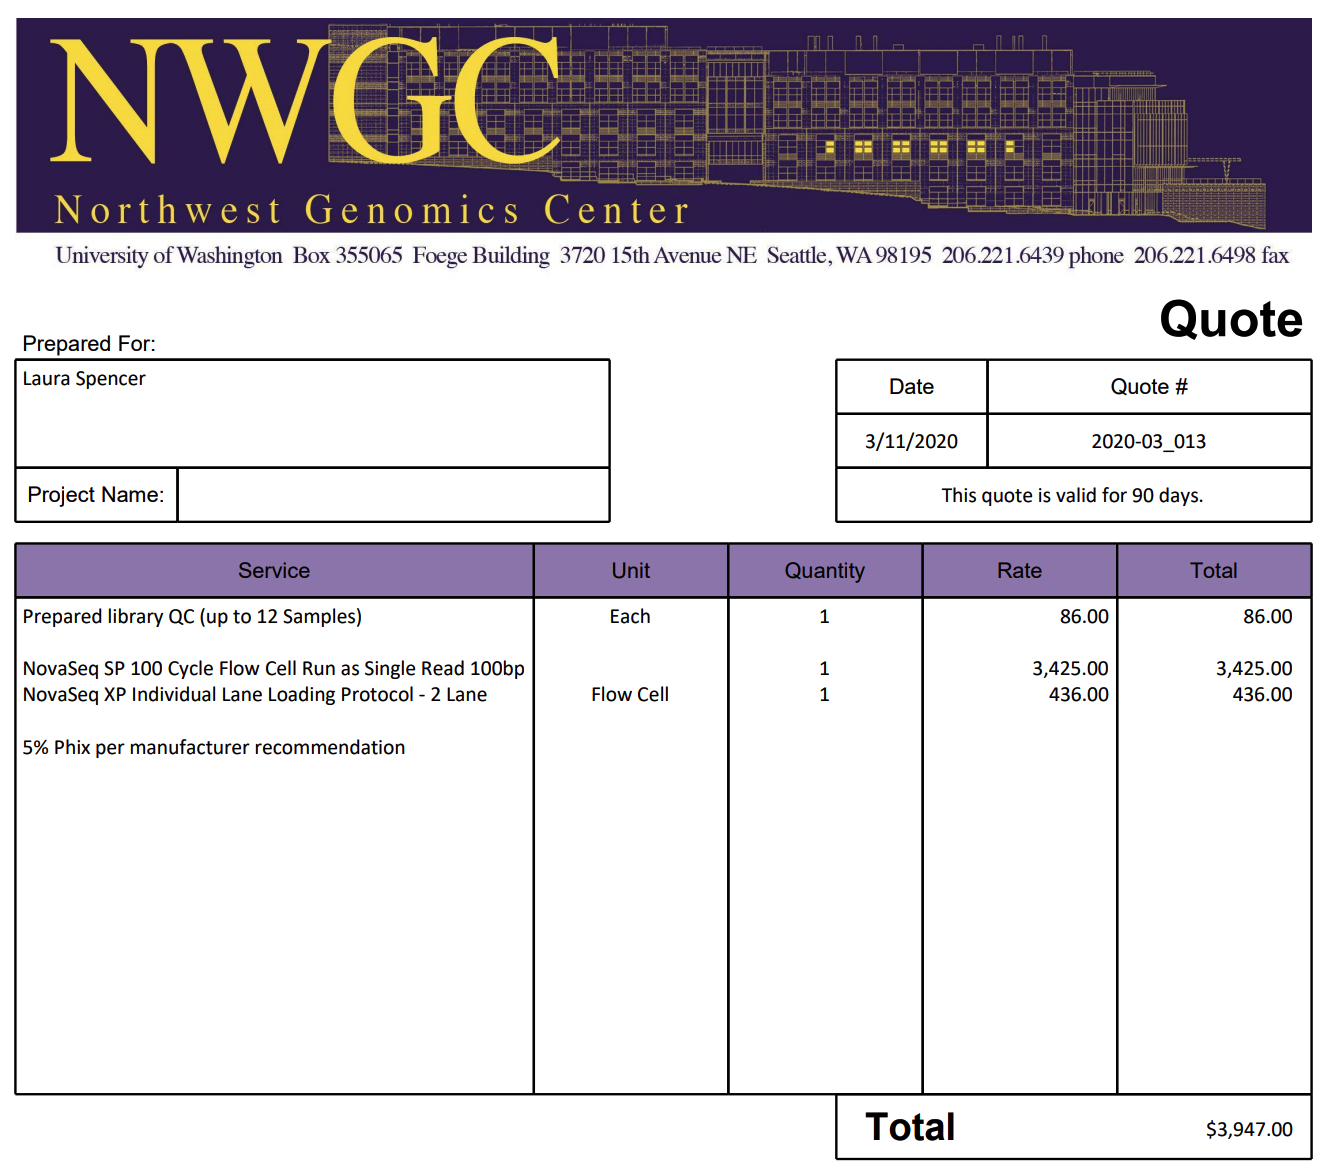 NWGC
Northwest Genomics Center
University of Washington Box 355065 Foege Building 3720 15th Avenue NE Seattle, WA 98195 206.221.6439 phone 206.221.6498 fax
Quote
Prepared For:
Laura Spencer
Project Name:
Date Quote #
3/11/2020 2020-03_013
This quote is valid for 90 days.
Service Unit Quantity Rate Total
Prepared library QC (up to 12 Samples) Each 1 86.00 86.00
NovaSeq SP 100 Cycle Flow Cell Run as Single Read 100bp 1 3,425.00 3,425.00
NovaSeq XP Individual Lane Loading Protocol - 2 Lane Flow Cell 1 436.00 436.00
5% Phix per manufacturer recommendation
Total $3,947.00